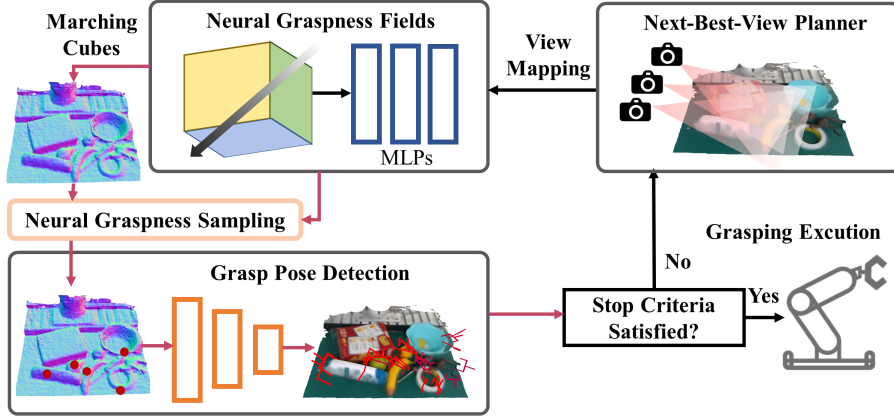 Marching
Cubes
Neural Graspness Fields
MLPs
View
Mapping
Next-Best-View Planner
Neural Graspness Sampling
Grasp Pose Detection
No
Grasping Excution
Stop Criteria
Satisfied?
Yes